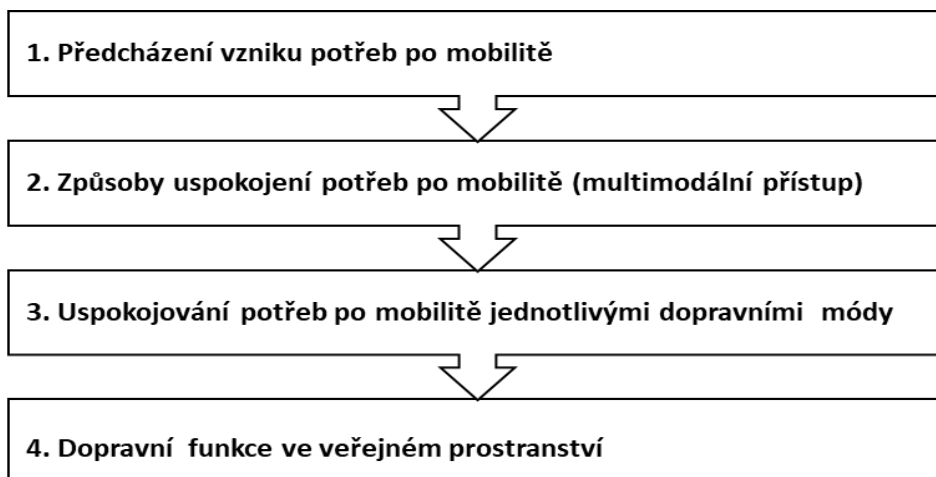 1. Předcházení vzniku potřeb po mobilitě
2. Způsoby uspokojení potřeb po mobilitě (multimodální přístup)
3. Uspokojování potřeb po mobilitě jednotlivými dopravními módy
4. Dopravní funkce ve veřejném prostranství